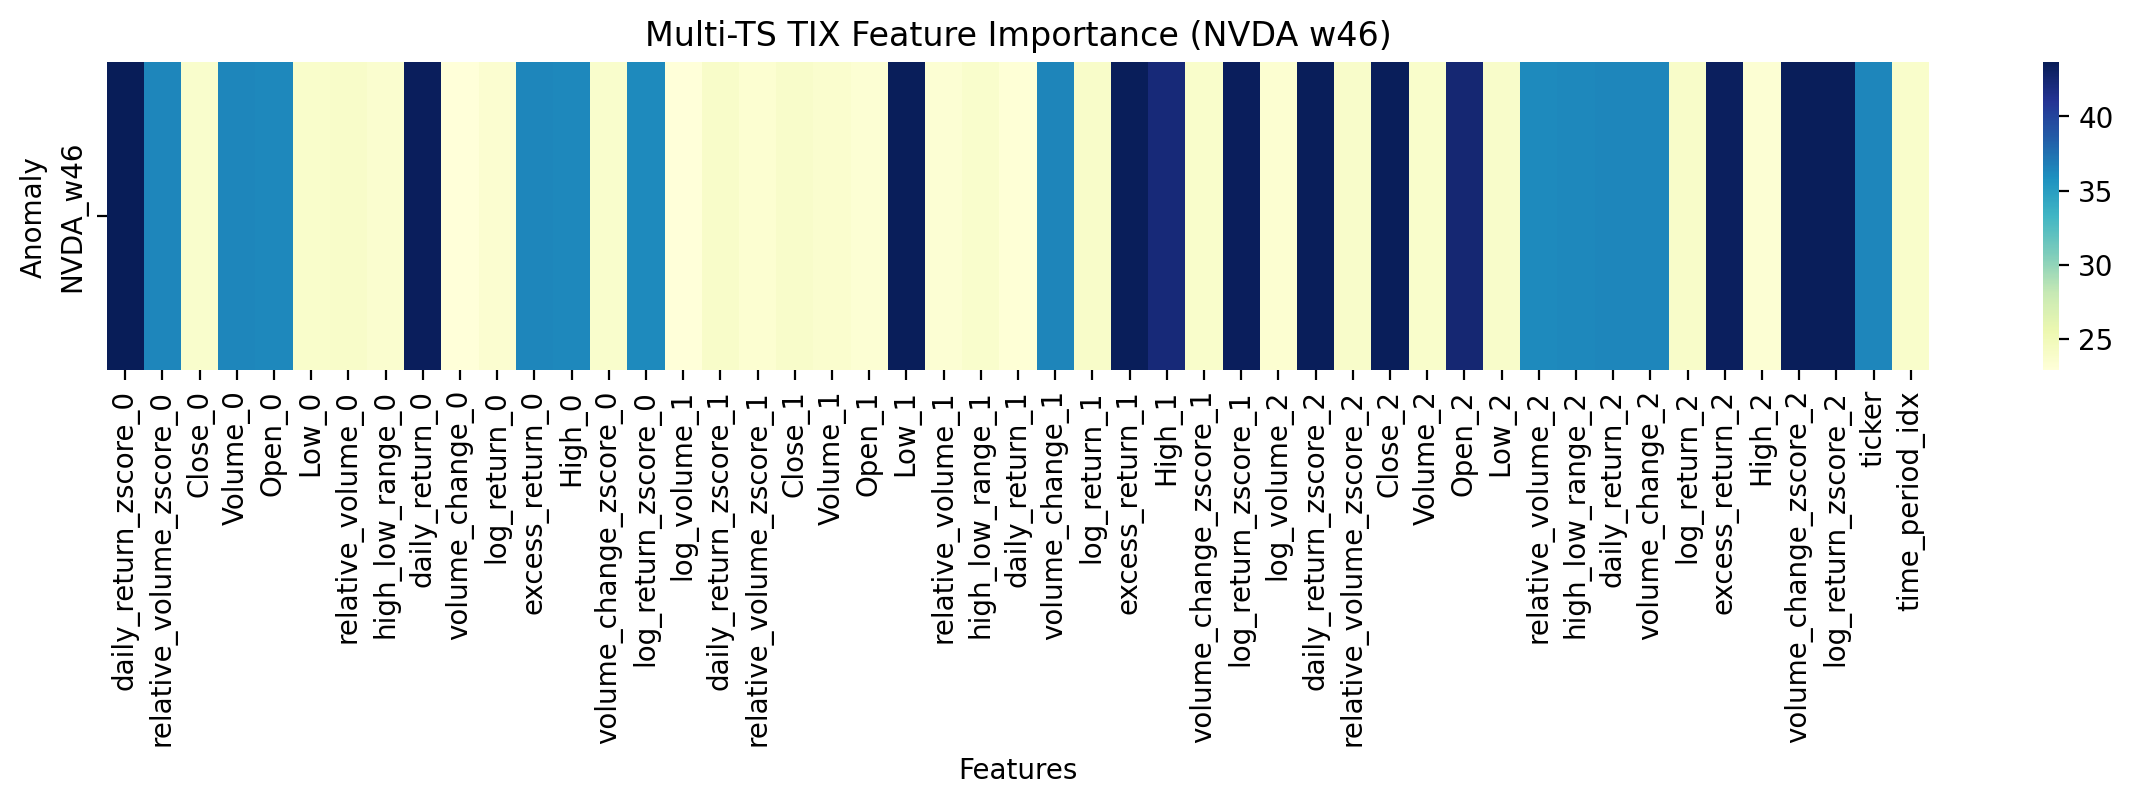 Multi-TS TIX Feature Importance (NVDA w46)
Anomaly
NVDA_w46
40
35
30
25
daily_return_zscore_0
relative_volume_zscore_0
Close_0
Volume_0
Open_0
Low_0
relative_volume_0
high_low_range_0
daily_return_0
volume_change_0
log_return_0
excess_return_0
High_0
volume_change_zscore_0
log_return_zscore_0
log_volume_1
daily_return_zscore_1
relative_volume_zscore_1
Close_1
Volume_1
Open_1
Low_1
relative_volume_1
high_low_range_1
daily_return_1
volume_change_1
log_return_1
excess_return_1
High_1
volume_change_zscore_1
log_return_zscore_1
log_volume_2
daily_return_zscore_2
relative_volume_zscore_2
Close_2
Volume_2
Open_2
Low_2
relative_volume_2
high_low_range_2
daily_return_2
volume_change_2
log_return_2
excess_return_2
High_2
volume_change_zscore_2
log_return_zscore_2
ticker
time_period_idx
Features